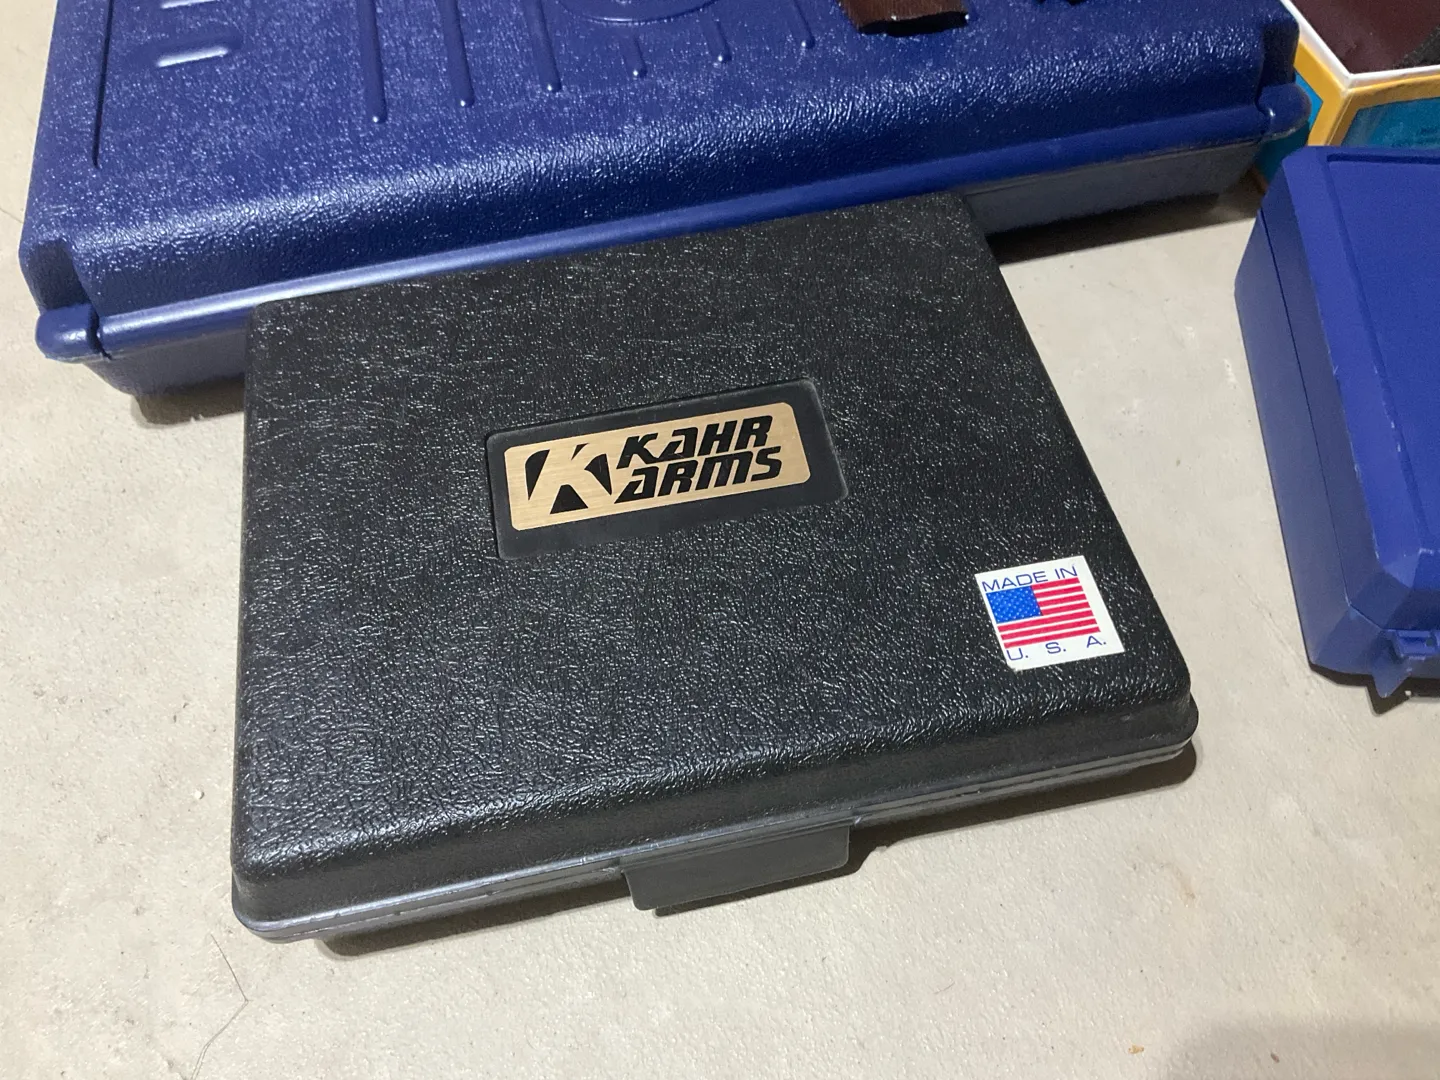 KAHR
ARMS
MADE IN
U. S. A.